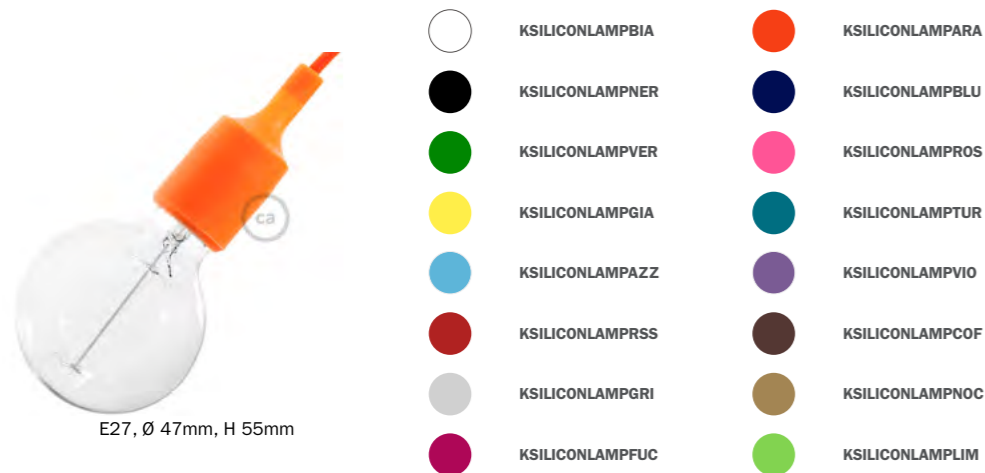 ca
E27, Ø 47mm, H 55mm
KSILICONLAMPBIA
KSILICONLAMPARA
KSILICONLAMPNER
KSILICONLAMPBLU
KSILICONLAMPVER
KSILICONLAMPROS
KSILICONLAMPGIA
KSILICONLAMPTUR
KSILICONLAMPAZZ
KSILICONLAMPVIO
KSILICONLAMPRSS
KSILICONLAMPCOF
KSILICONLAMPGRI
KSILICONLAMPNOC
KSILICONLAMPFUC
KSILICONLAMPLIM